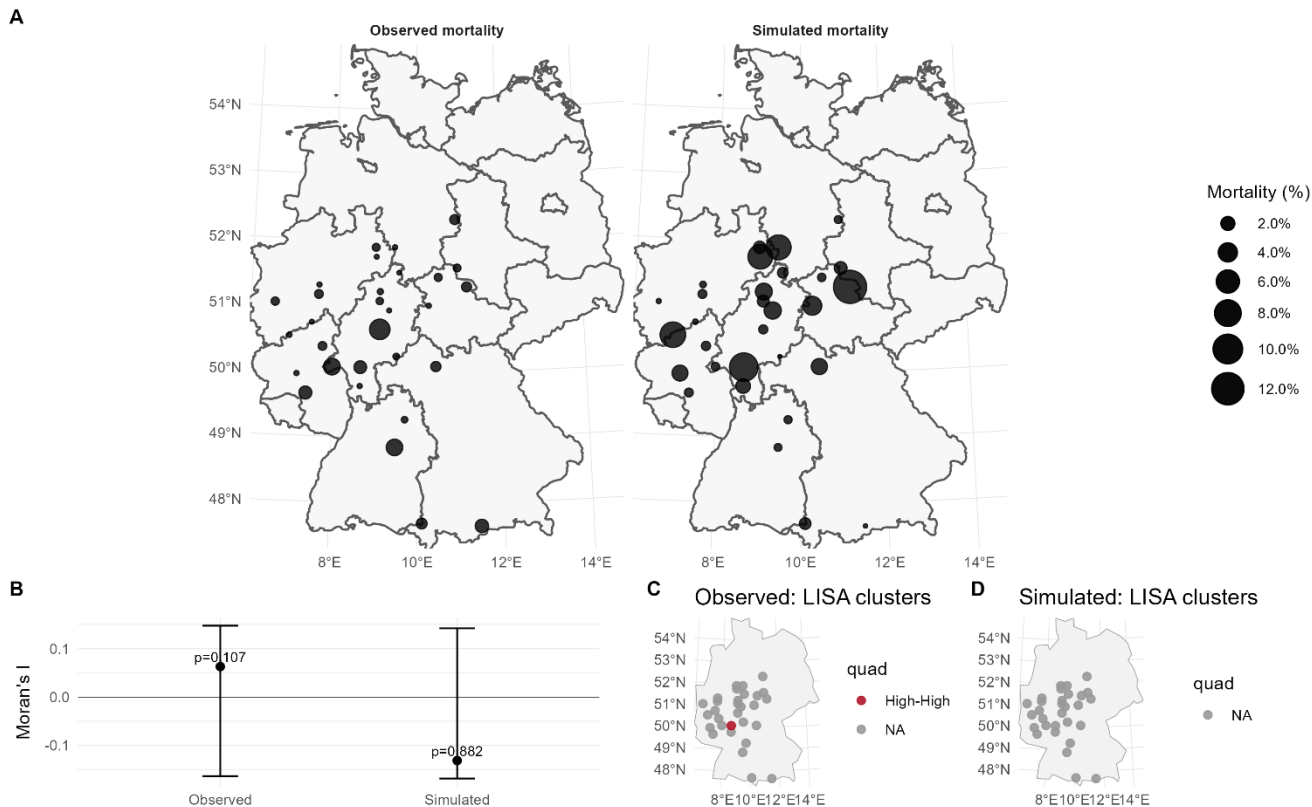 A
Observed mortality
Simulated mortality
54°N
53°N
52°N
51°N
50°N
49°N
48°N
8°E
10°E
12°E
14°E
8°E
10°E
12°E
14°E
Mortality (%)
2.0%
4.0%
6.0%
8.0%
10.0%
12.0%
B
Moran's I
0.1
0.0
-0.1
p=0.107
p=0.882
Observed
Simulated
C
Observed: LISA clusters
54°N
53°N
52°N
51°N
50°N
49°N
48°N
8°E10°E12°E14°E
quad
High-High
NA
D
Simulated: LISA clusters
54°N
53°N
52°N
51°N
50°N
49°N
48°N
8°E10°E12°E14°E
quad
NA